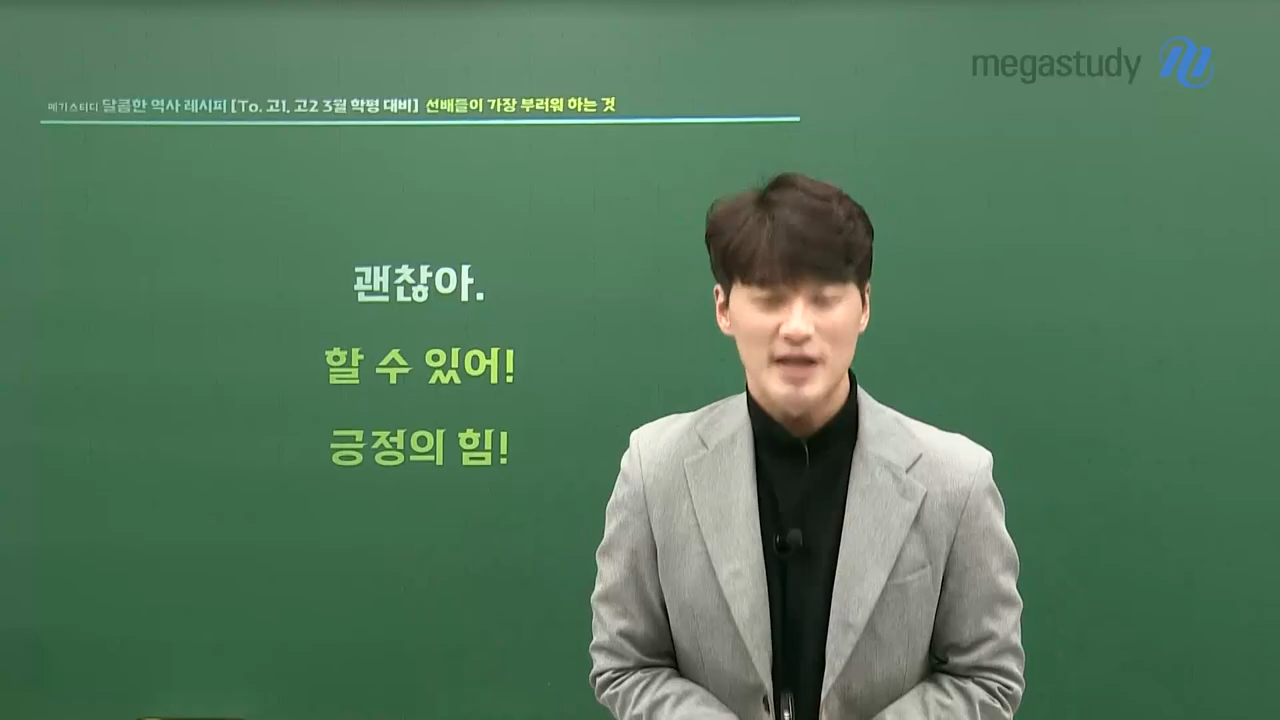 megastudy
메가스터디 달콤한 역사 레시피 [To. 고1, 고2 3월 학평 대비] 선배들이 가장 부러워 하는 것
괜찮아.
할 수 있어!
긍정의 힘!